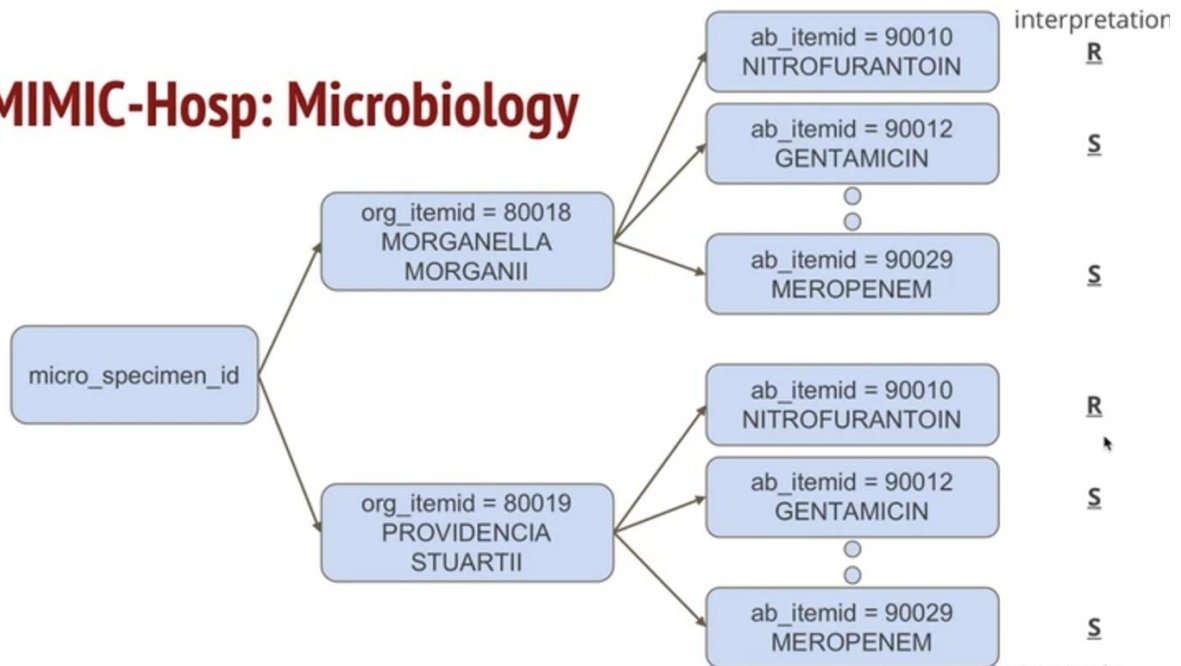 interpretation
MIMIC-Hosp: Microbiology
micro_specimen_id
org_itemid = 80018
MORGANELLA
MORGANII
ab_itemid = 90010
NITROFURANTOIN
R
ab_itemid = 90012
GENTAMICIN
S
ab_itemid = 90029
MEROPENEM
S
org_itemid = 80019
PROVIDENCIA
STUARTII
ab_itemid = 90010
NITROFURANTOIN
R
ab_itemid = 90012
GENTAMICIN
S
ab_itemid = 90029
MEROPENEM
S